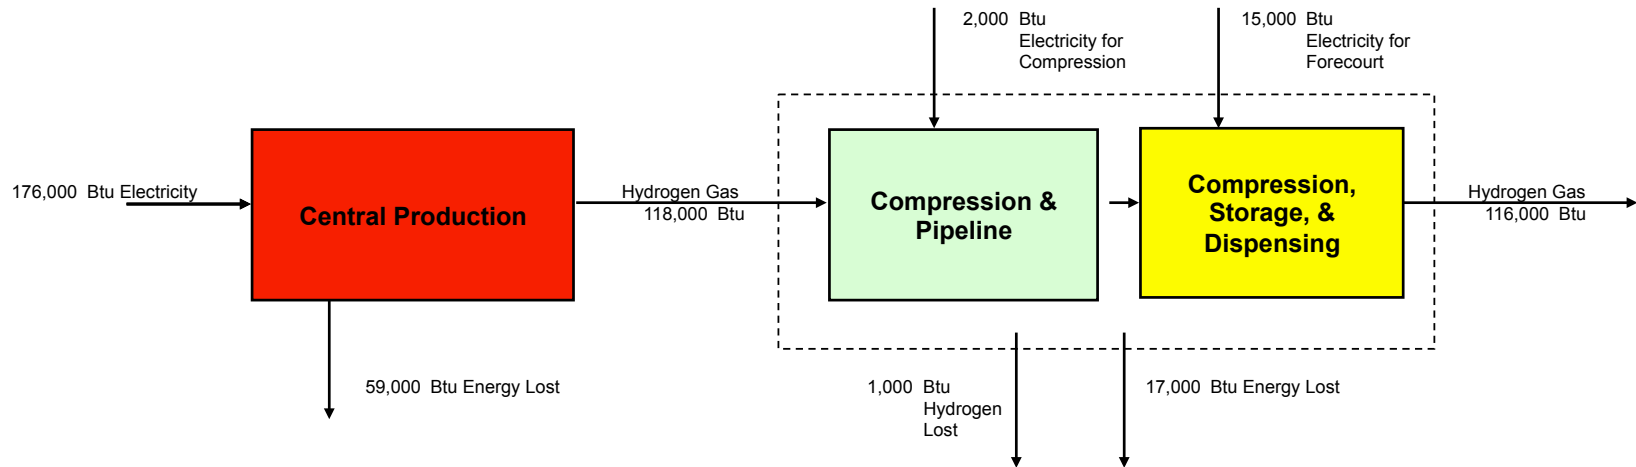 2,000 Btu
Electricity for
Compression
15,000 Btu
Electricity for
Forecourt
176,000 Btu Electricity
Central Production
Hydrogen Gas
118,000 Btu
Compression &
Pipeline
Compression,
Storage, &
Dispensing
Hydrogen Gas
116,000 Btu
59,000 Btu Energy Lost
1,000 Btu
Hydrogen
Lost
17,000 Btu Energy Lost